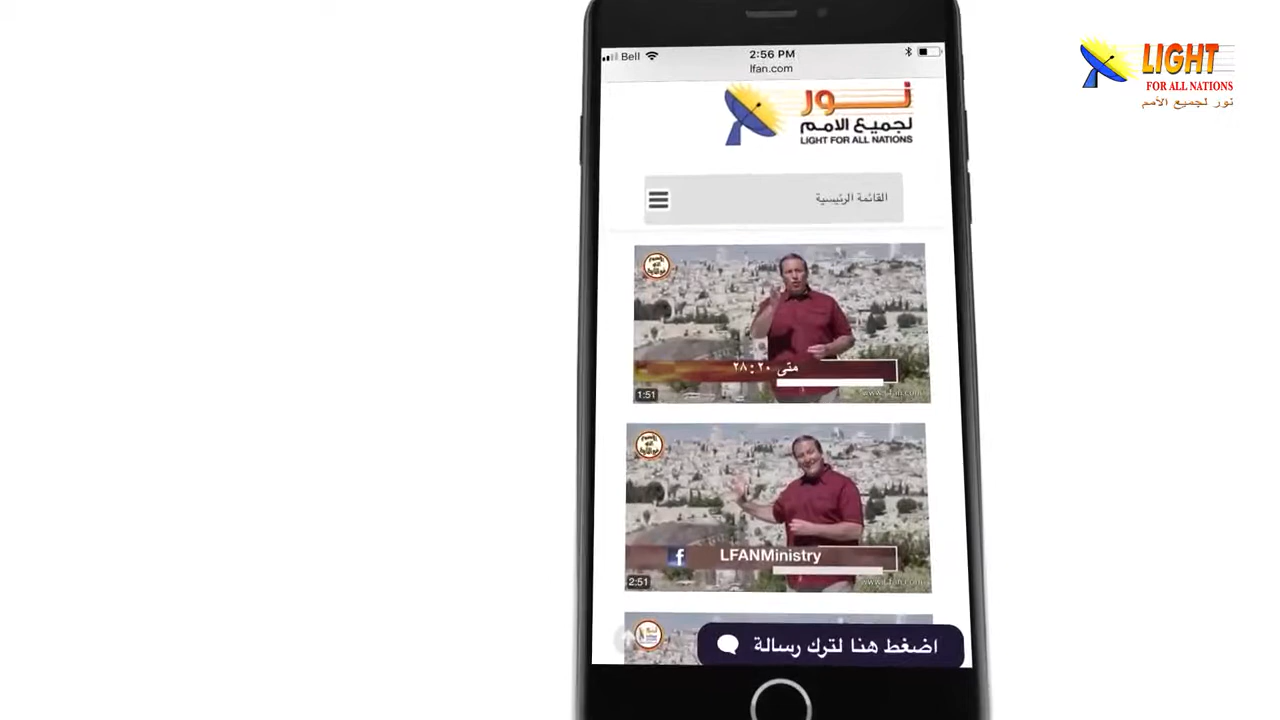 Bell
2:56 PM
lfan.com
نور
لجميع الامم
LIGHT FOR ALL NATIONS
القائمة الرئيسية
متى ٢٨:٢٠
1:51
LFANMinistry
2:51
اضغط هنا لترك رسالة
LIGHT
FOR ALL NATIONS
نور لجميع الأمم